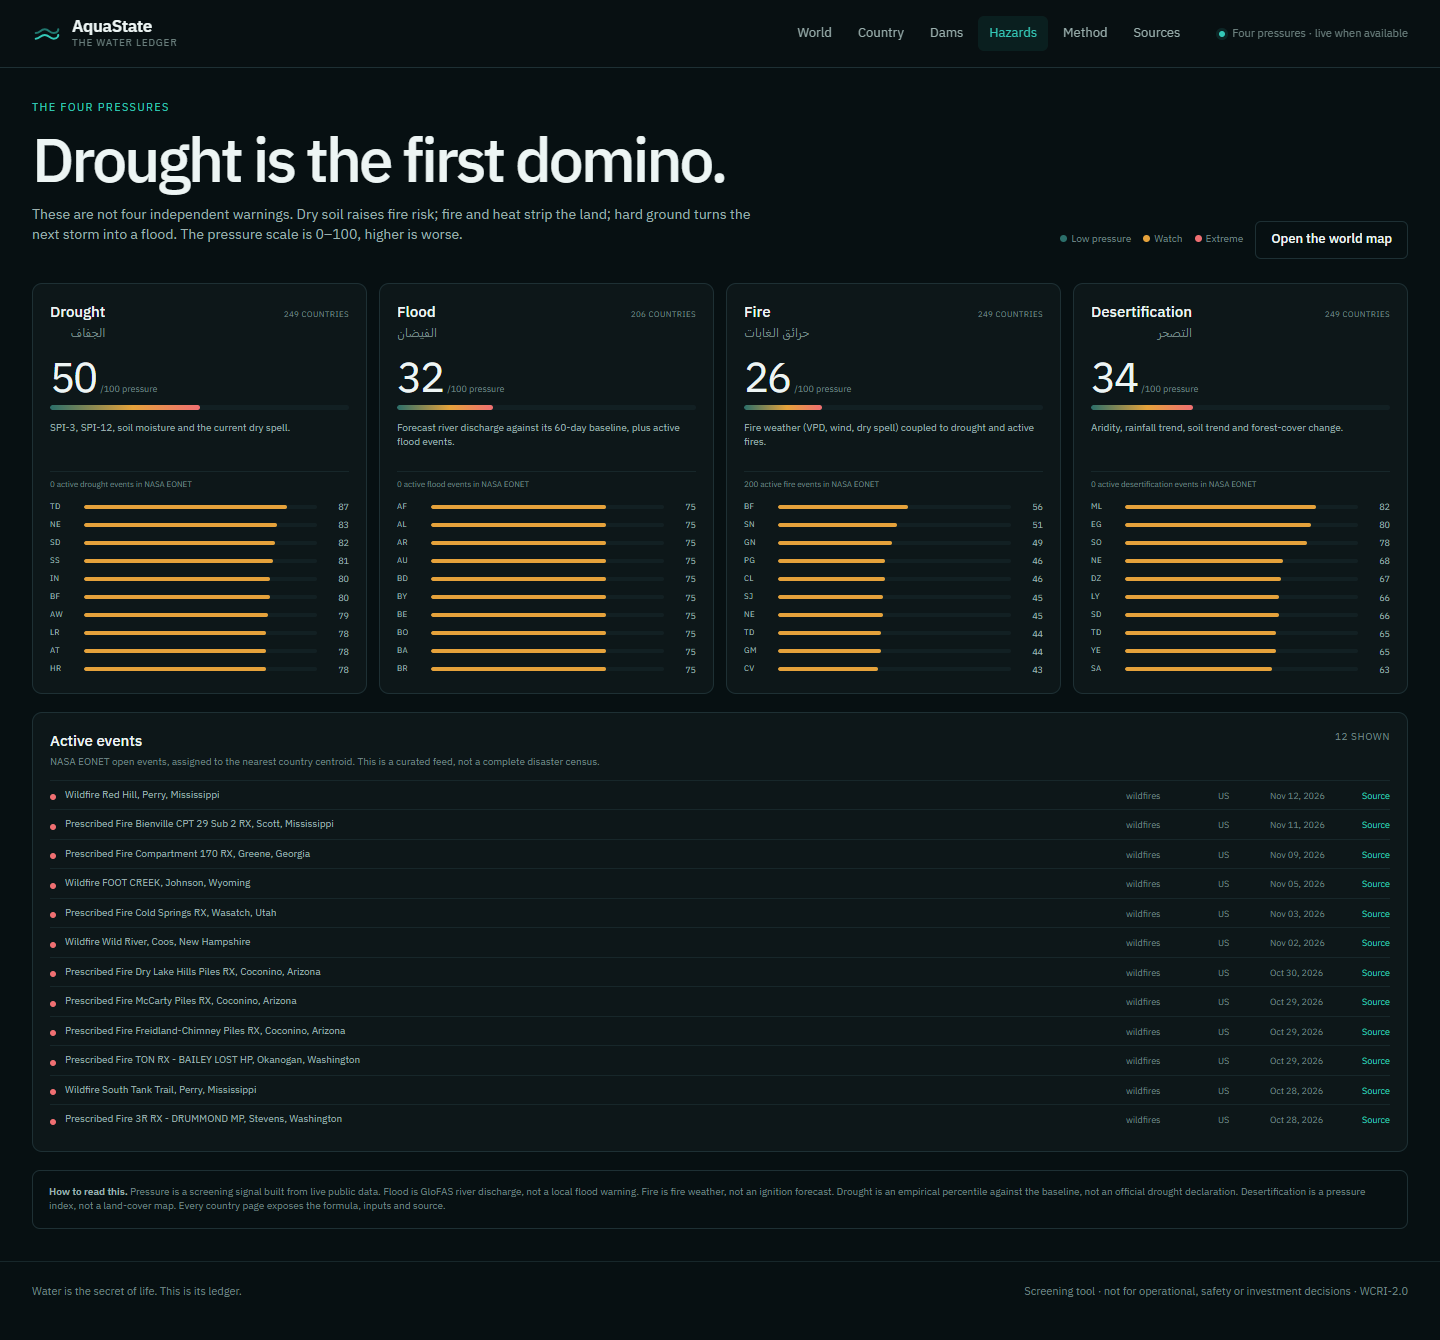 AquaState
THE WATER LEDGER
World
Country
Dams
Hazards
Method
Sources
Four pressures · live when available
THE FOUR PRESSURES
Drought is the first domino.
These are not four independent warnings. Dry soil raises fire risk; fire and heat strip the land; hard ground turns the
next storm into a flood. The pressure scale is 0–100, higher is worse.
Low pressure
Watch
Extreme
Open the world map
Drought
249 COUNTRIES
الجفاف
50 /100 pressure
SPI-3, SPI-12, soil moisture and the current dry spell.
0 active drought events in NASA EONET
TD 87
NE 83
SD 82
SS 81
IN 80
BF 80
AW 79
LR 78
AT 78
HR 78
Flood
206 COUNTRIES
الفيضان
32 /100 pressure
Forecast river discharge against its 60-day baseline, plus active
flood events.
0 active flood events in NASA EONET
AF 75
AL 75
AR 75
AU 75
BD 75
BY 75
BE 75
BO 75
BA 75
BR 75
Fire
249 COUNTRIES
حرائق الغابات
26 /100 pressure
Fire weather (VPD, wind, dry spell) coupled to drought and active
fires.
200 active fire events in NASA EONET
BF 56
SN 51
GN 49
PG 46
CL 46
SJ 45
NE 45
TD 44
GM 44
CV 43
Desertification
249 COUNTRIES
التصحر
34 /100 pressure
Aridity, rainfall trend, soil trend and forest-cover change.
0 active desertification events in NASA EONET
ML 82
EG 80
SO 78
NE 68
DZ 67
LY 66
SD 66
TD 65
YE 65
SA 63
Active events
12 SHOWN
NASA EONET open events, assigned to the nearest country centroid. This is a curated feed, not a complete disaster census.
Wildfire Red Hill, Perry, Mississippi wildfires US Nov 12, 2026 Source
Prescribed Fire Bienville CPT 29 Sub 2 RX, Scott, Mississippi wildfires US Nov 11, 2026 Source
Prescribed Fire Compartment 170 RX, Greene, Georgia wildfires US Nov 09, 2026 Source
Wildfire FOOT CREEK, Johnson, Wyoming wildfires US Nov 05, 2026 Source
Prescribed Fire Cold Springs RX, Wasatch, Utah wildfires US Nov 03, 2026 Source
Wildfire Wild River, Coos, New Hampshire wildfires US Nov 02, 2026 Source
Prescribed Fire Dry Lake Hills Piles RX, Coconino, Arizona wildfires US Oct 30, 2026 Source
Prescribed Fire McCarty Piles RX, Coconino, Arizona wildfires US Oct 29, 2026 Source
Prescribed Fire Freidland-Chimney Piles RX, Coconino, Arizona wildfires US Oct 29, 2026 Source
Prescribed Fire TON RX - BAILEY LOST HP, Okanogan, Washington wildfires US Oct 29, 2026 Source
Wildfire South Tank Trail, Perry, Mississippi wildfires US Oct 28, 2026 Source
Prescribed Fire 3R RX - DRUMMOND MP, Stevens, Washington wildfires US Oct 28, 2026 Source
How to read this. Pressure is a screening signal built from live public data. Flood is GloFAS river discharge, not a local flood warning. Fire is fire weather, not an ignition forecast. Drought is an empirical percentile against the baseline, not an official drought declaration. Desertification is a pressure
index, not a land-cover map. Every country page exposes the formula, inputs and source.
Water is the secret of life. This is its ledger.
Screening tool · not for operational, safety or investment decisions · WCRI-2.0